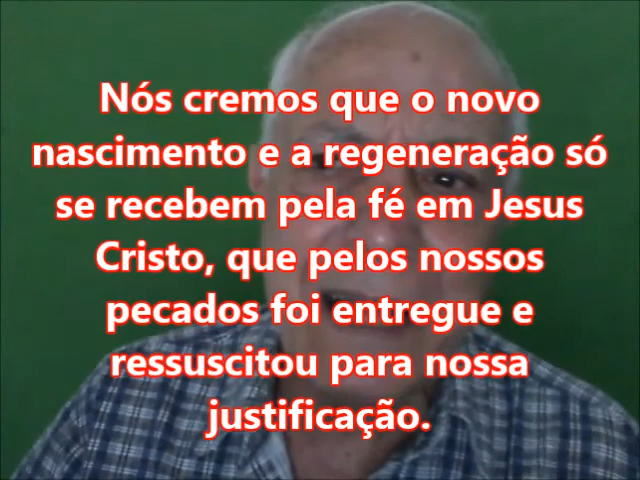 Nós cremos que o novo
nascimento e a regeneração só
se recebem pela fé em Jesus
Cristo, que pelos nossos
pecados foi entregue e
ressuscitou para nossa
justificação.